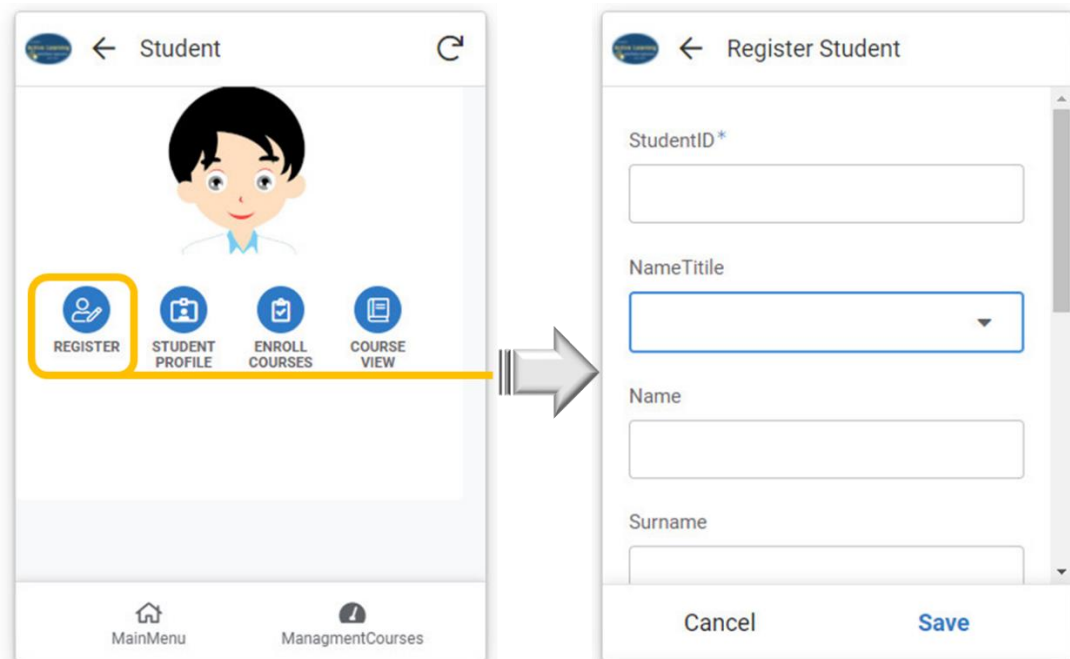 Student
REGISTER
STUDENT
PROFILE
ENROLL
COURSES
COURSE
VIEW
MainMenu
ManagmentCourses
Register Student
StudentID*
NameTitile
Name
Surname
Cancel
Save